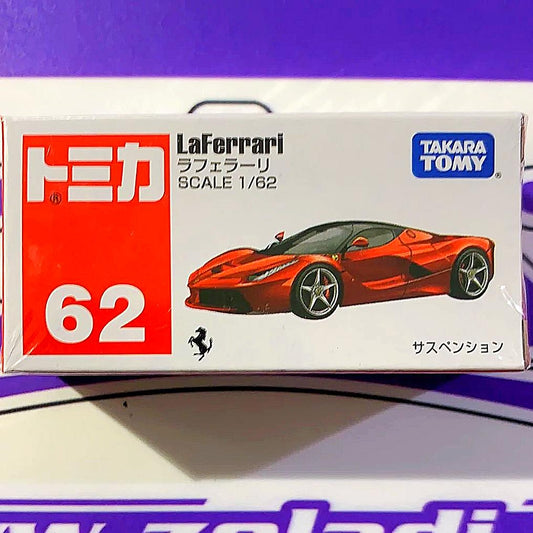 トミカ
®
62
LaFerrari
ラフェラーリ
SCALE 1/62
TAKARA
TOMY
®
サスペンション